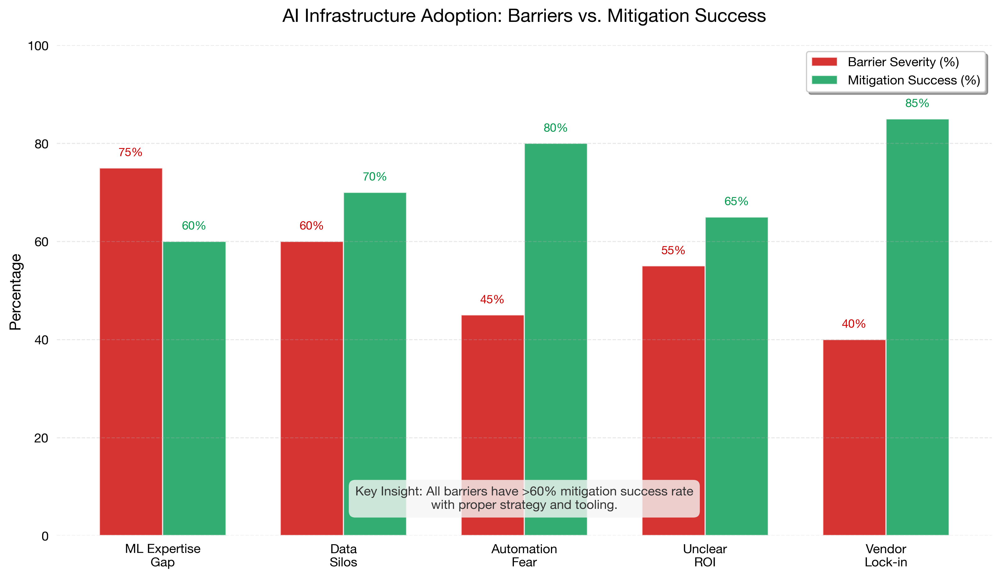 AI Infrastructure Adoption: Barriers vs. Mitigation Success
100
80
60
40
20
0
Percentage
Barrier Severity (%)
Mitigation Success (%)
75%
60%
60%
70%
45%
80%
55%
65%
40%
85%
Key Insight: All barriers have >60% mitigation success rate
with proper strategy and tooling.
ML Expertise
Gap
Data
Silos
Automation
Fear
Unclear
ROI
Vendor
Lock-in